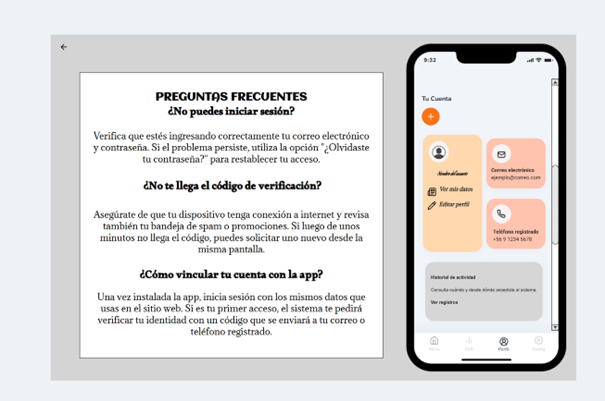 PREGUNTAS FRECUENTES
¿No puedes iniciar sesión?
Verifica que estés ingresando correctamente tu correo electrónico
y contraseña. Si el problema persiste, utiliza la opción "¿Olvidaste
tu contraseña?" para restablecer tu acceso.
¿No te llega el código de verificación?
Asegúrate de que tu dispositivo tenga conexión a internet y revisa
también tu bandeja de spam o promociones. Si luego de unos
minutos no llega el código, puedes solicitar uno nuevo desde la
misma pantalla.
¿Cómo vincular tu cuenta con la app?
Una vez instalada la app, inicia sesión con los mismos datos que
usas en el sitio web. Si es tu primer acceso, el sistema te pedirá
verificar tu identidad con un código que se enviará a tu correo o
teléfono registrado.
9:32
Tu Cuenta
+
Nombre del usuario
Ver mis datos
Editar perfil
Correo electrónico
ejemplo@correo.com
Teléfono registrado
+56 9 1234 5678
Historial de actividad
Consulta cuándo y desde dónde accediste al sistema
Ver registros
Perfil
Config